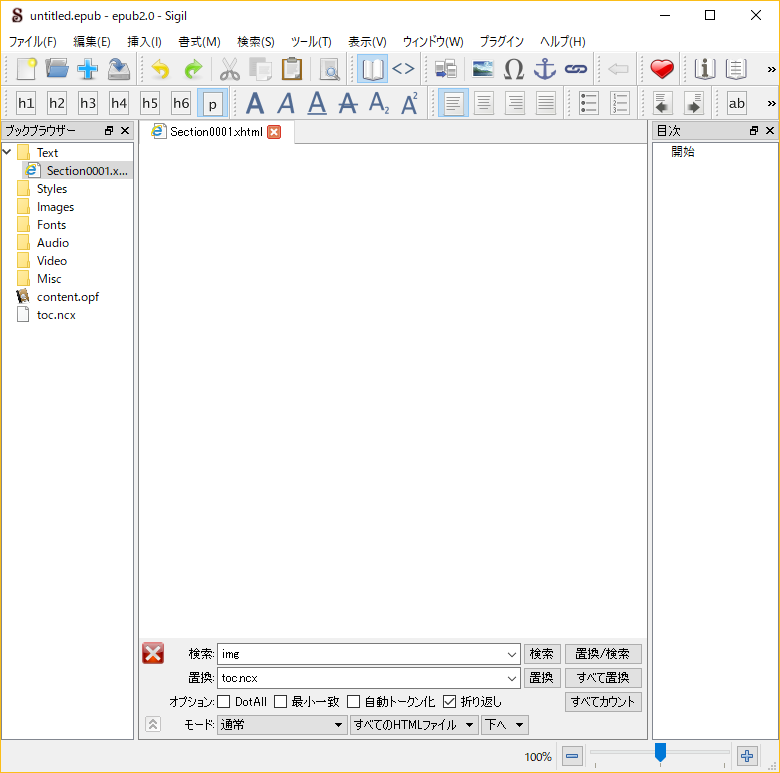 untitled.epub - epub2.0 - Sigil
ファイル(F) 編集(E) 挿入(I) 書式(M) 検索(S) ツール(T) 表示(V) ウィンドウ(W) プラグイン ヘルプ(H)
h1 h2 h3 h4 h5 h6 p A A A A A₂ A² ab
ブックブラウザー
Section0001.xhtml
目次
Text
Section0001.x...
Styles
Images
Fonts
Audio
Video
Misc
content.opf
toc.ncx
開始
検索: img 検索 置換/検索
置換: toc.ncx 置換 すべて置換
オプション: DotAll 最小一致 自動トークン化 折り返し すべてカウント
モード: 通常 すべてのHTMLファイル 下へ
100%